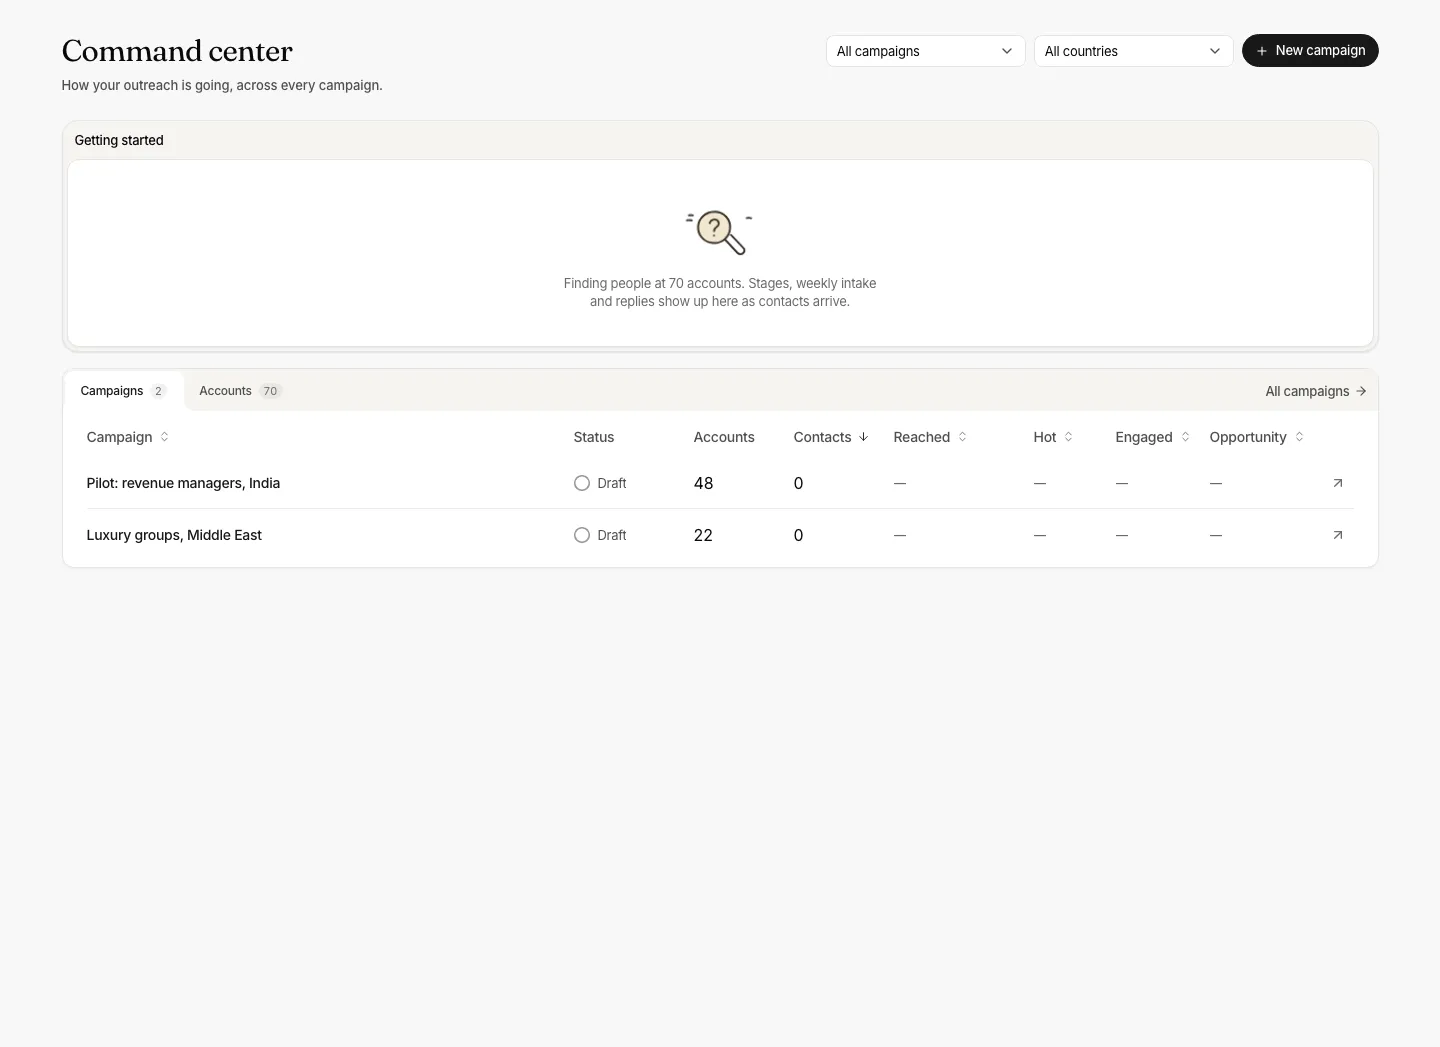 Command center
How your outreach is going, across every campaign.
All campaigns
All countries
+ New campaign
Getting started
?
Finding people at 70 accounts. Stages, weekly intake
and replies show up here as contacts arrive.
Campaigns 2
Accounts 70
All campaigns →
Campaign Status Accounts Contacts ↓ Reached Hot Engaged Opportunity
Pilot: revenue managers, India Draft 48 0 — — — —
Luxury groups, Middle East Draft 22 0 — — — —